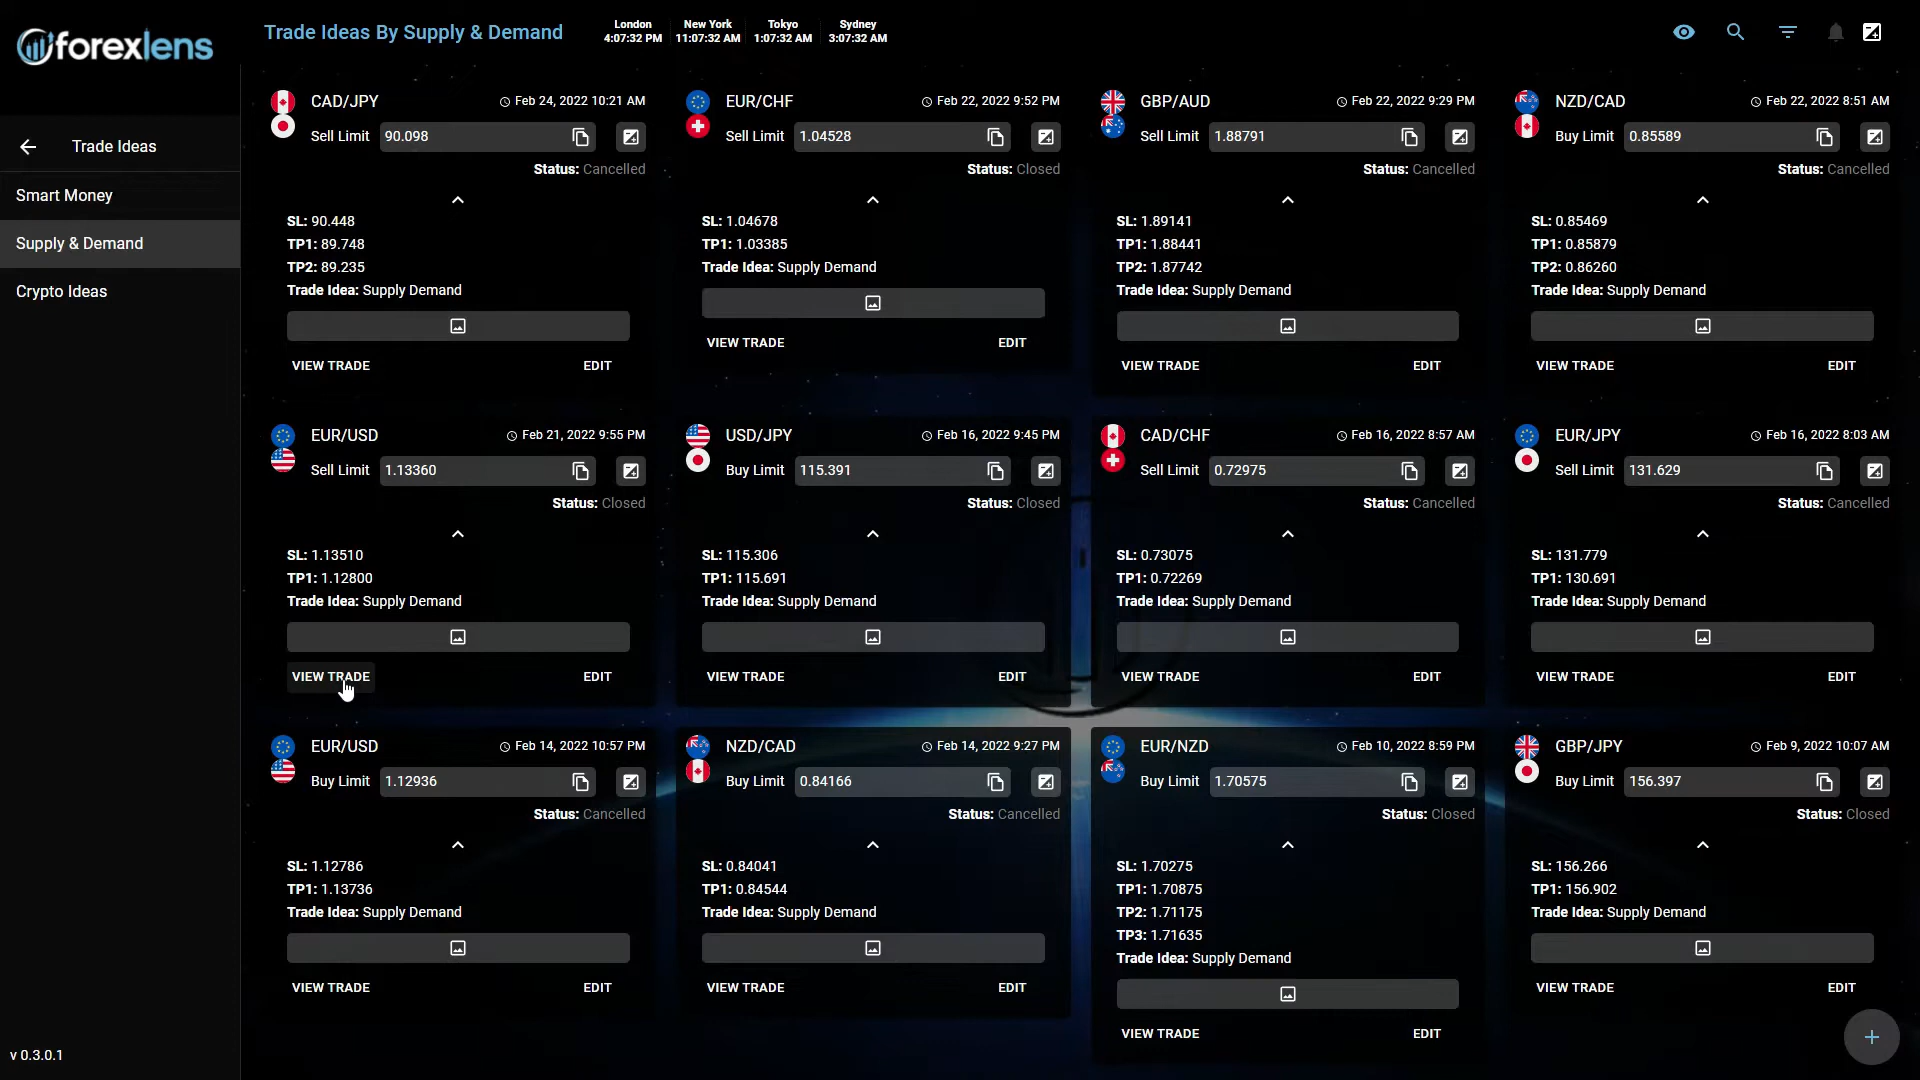 forexlens
Trade Ideas By Supply & Demand
London
4:07:32 PM
New York
11:07:32 AM
Tokyo
1:07:32 AM
Sydney
3:07:32 AM
Trade Ideas
Smart Money
Supply & Demand
Crypto Ideas
v 0.3.0.1
CAD/JPY
Feb 24, 2022 10:21 AM
Sell Limit 90.098
Status: Cancelled
SL: 90.448
TP1: 89.748
TP2: 89.235
Trade Idea: Supply Demand
VIEW TRADE EDIT
EUR/CHF
Feb 22, 2022 9:52 PM
Sell Limit 1.04528
Status: Closed
SL: 1.04678
TP1: 1.03385
Trade Idea: Supply Demand
VIEW TRADE EDIT
GBP/AUD
Feb 22, 2022 9:29 PM
Sell Limit 1.88791
Status: Cancelled
SL: 1.89141
TP1: 1.88441
TP2: 1.87742
Trade Idea: Supply Demand
VIEW TRADE EDIT
NZD/CAD
Feb 22, 2022 8:51 AM
Buy Limit 0.85589
Status: Cancelled
SL: 0.85469
TP1: 0.85879
TP2: 0.86260
Trade Idea: Supply Demand
VIEW TRADE EDIT
EUR/USD
Feb 21, 2022 9:55 PM
Sell Limit 1.13360
Status: Closed
SL: 1.13510
TP1: 1.12800
Trade Idea: Supply Demand
VIEW TRADE EDIT
USD/JPY
Feb 16, 2022 9:45 PM
Buy Limit 115.391
Status: Closed
SL: 115.306
TP1: 115.691
Trade Idea: Supply Demand
VIEW TRADE EDIT
CAD/CHF
Feb 16, 2022 8:57 AM
Sell Limit 0.72975
Status: Cancelled
SL: 0.73075
TP1: 0.72269
Trade Idea: Supply Demand
VIEW TRADE EDIT
EUR/JPY
Feb 16, 2022 8:03 AM
Sell Limit 131.629
Status: Cancelled
SL: 131.779
TP1: 130.691
Trade Idea: Supply Demand
VIEW TRADE EDIT
EUR/USD
Feb 14, 2022 10:57 PM
Buy Limit 1.12936
Status: Cancelled
SL: 1.12786
TP1: 1.13736
Trade Idea: Supply Demand
VIEW TRADE EDIT
NZD/CAD
Feb 14, 2022 9:27 PM
Buy Limit 0.84166
Status: Cancelled
SL: 0.84041
TP1: 0.84544
Trade Idea: Supply Demand
VIEW TRADE EDIT
EUR/NZD
Feb 10, 2022 8:59 PM
Buy Limit 1.70575
Status: Closed
SL: 1.70275
TP1: 1.70875
TP2: 1.71175
TP3: 1.71635
Trade Idea: Supply Demand
VIEW TRADE EDIT
GBP/JPY
Feb 9, 2022 10:07 AM
Buy Limit 156.397
Status: Closed
SL: 156.266
TP1: 156.902
Trade Idea: Supply Demand
VIEW TRADE EDIT